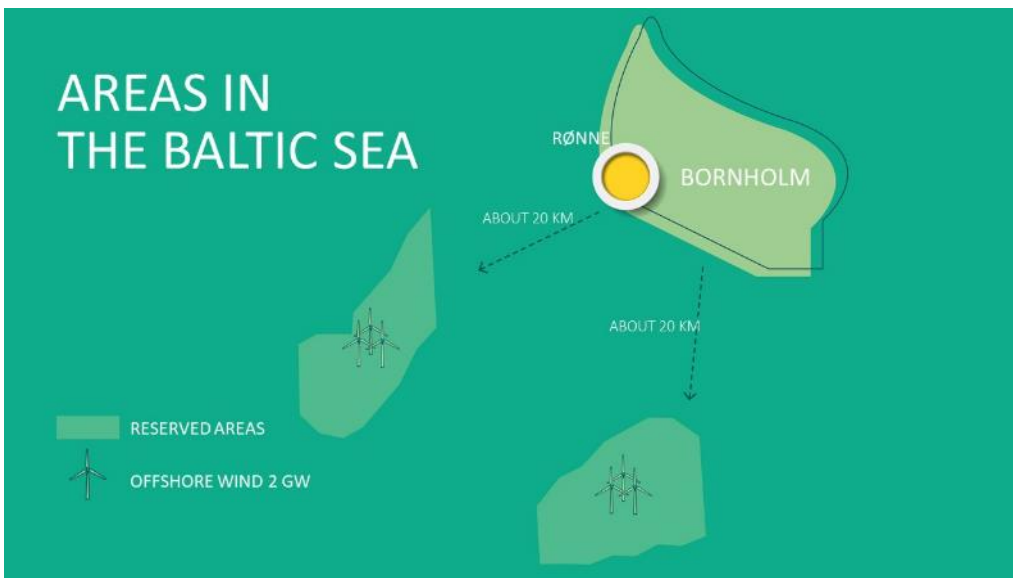 AREAS IN
THE BALTIC SEA
RØNNE
BORNHOLM
ABOUT 20 KM
ABOUT 20 KM
RESERVED AREAS
OFFSHORE WIND 2 GW